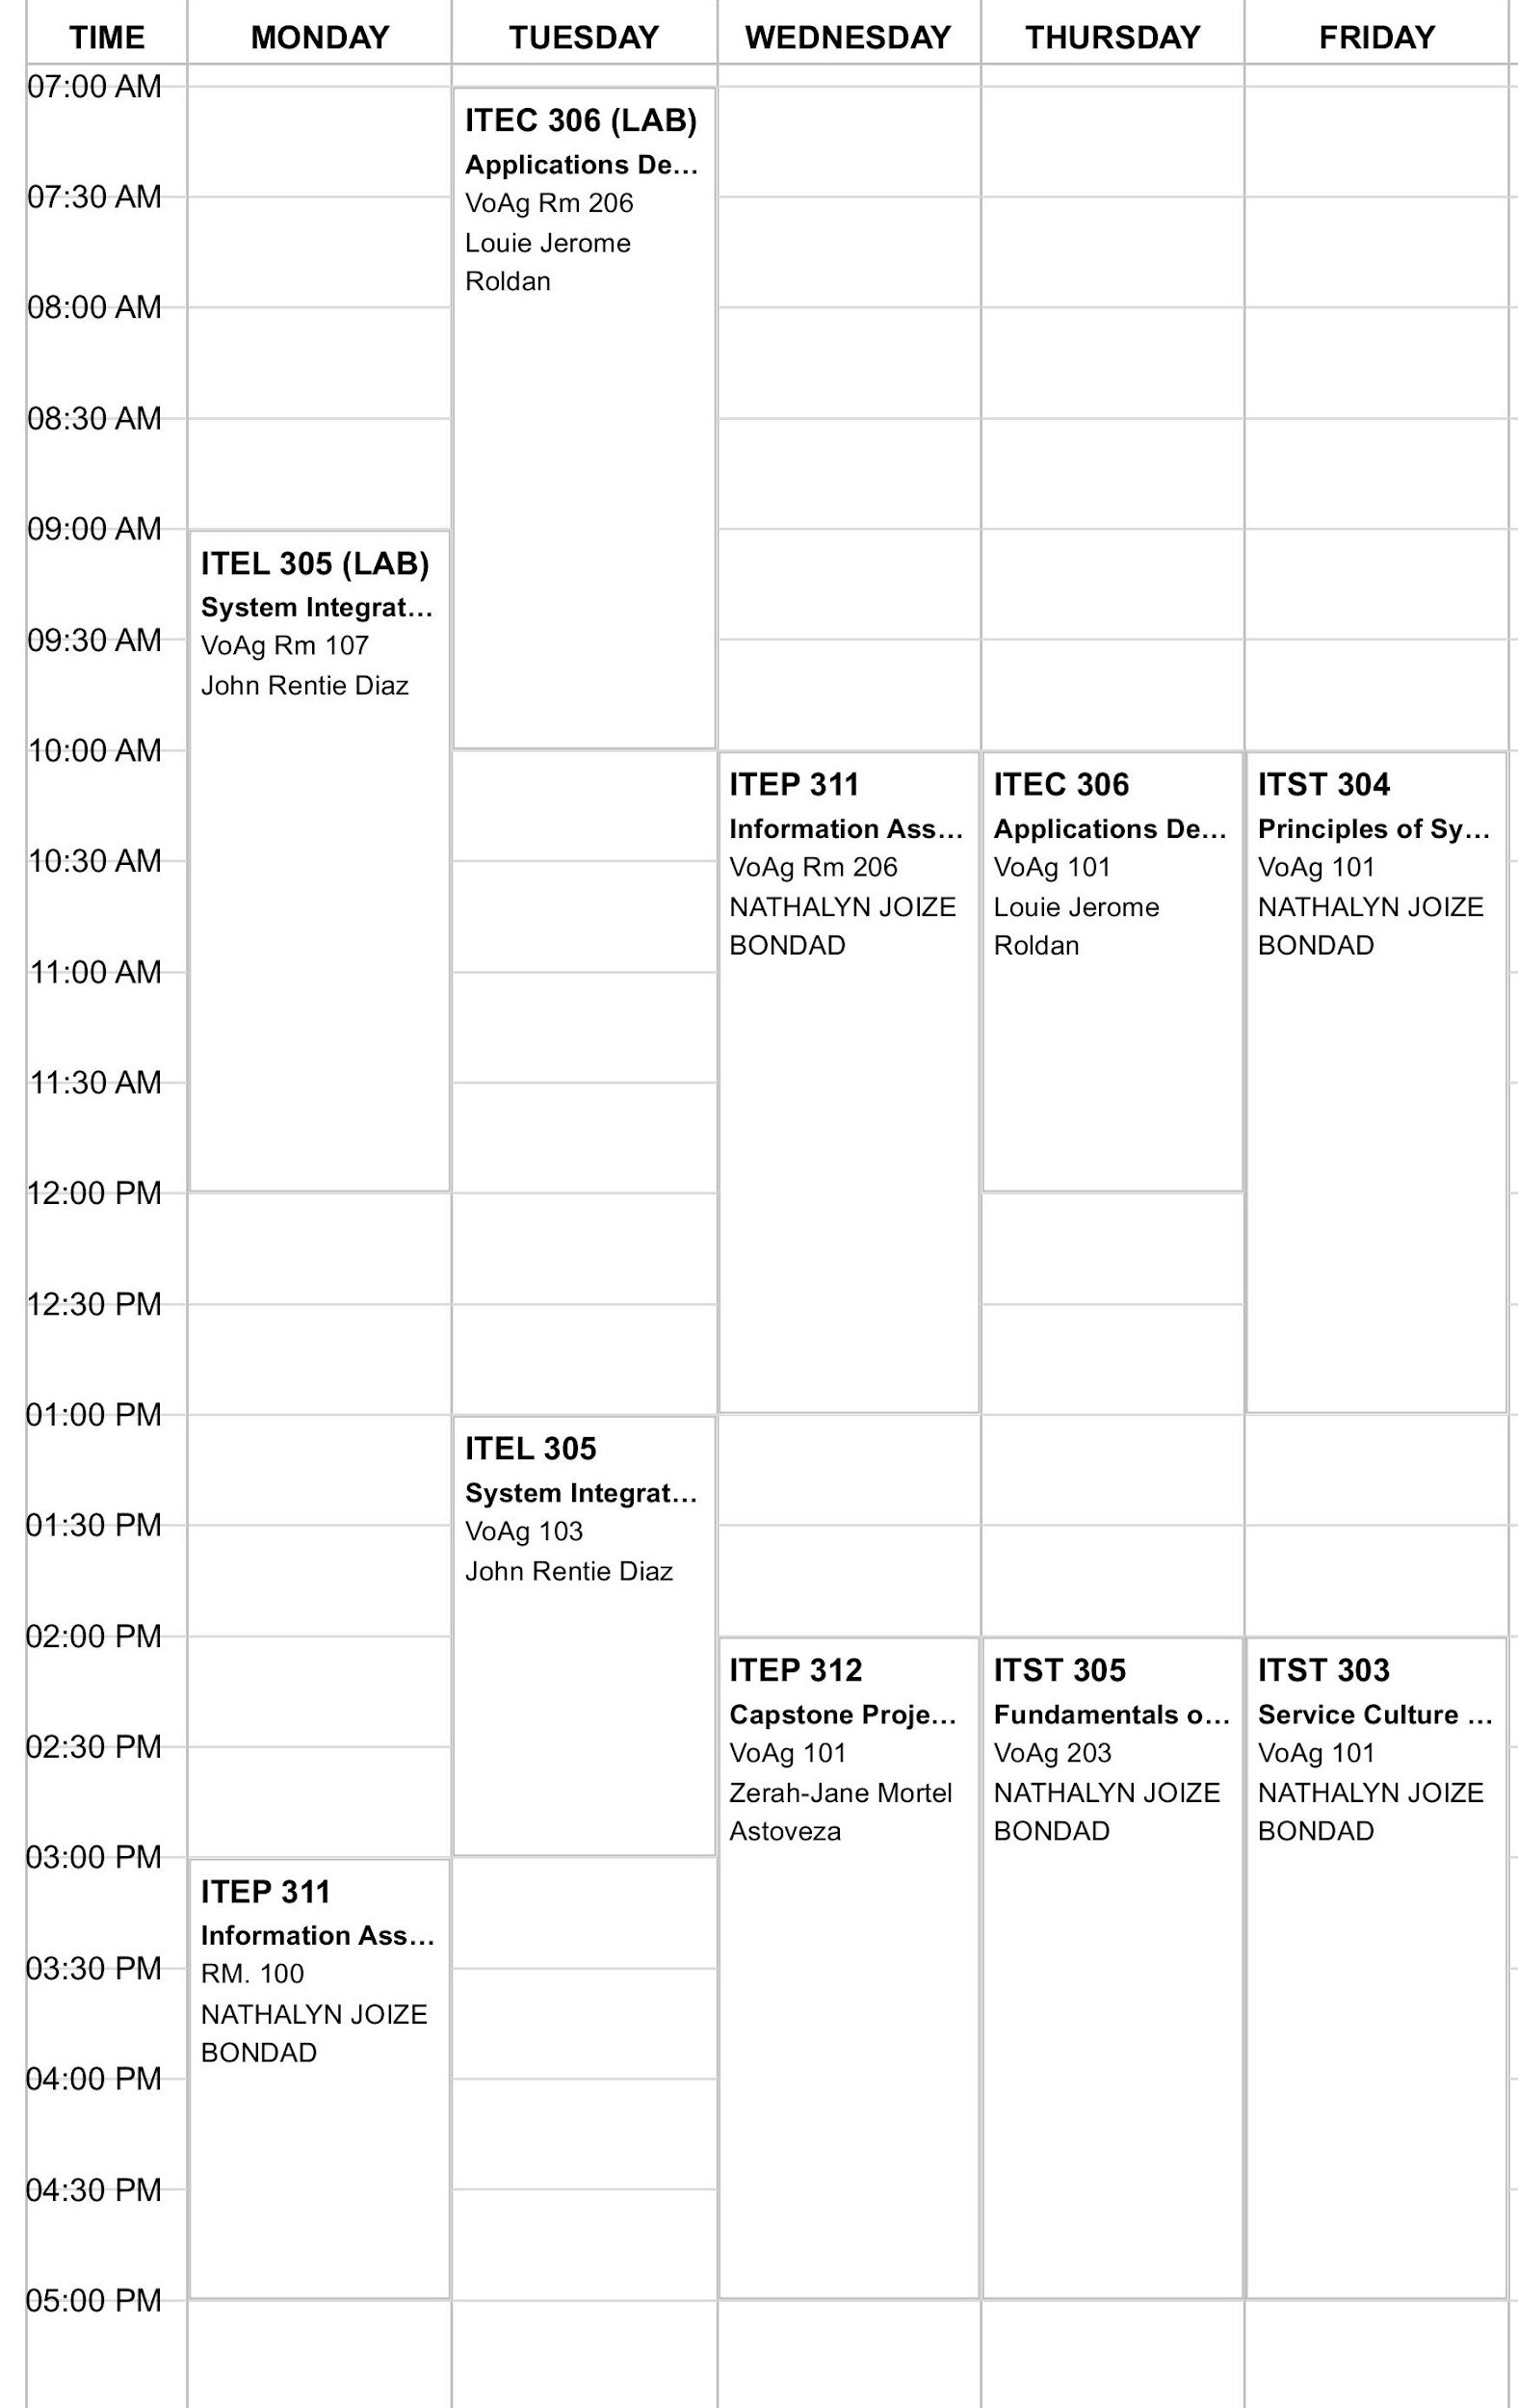 TIME MONDAY TUESDAY WEDNESDAY THURSDAY FRIDAY
07:00 AM
07:30 AM
08:00 AM
08:30 AM
09:00 AM
09:30 AM
10:00 AM
10:30 AM
11:00 AM
11:30 AM
12:00 PM
12:30 PM
01:00 PM
01:30 PM
02:00 PM
02:30 PM
03:00 PM
03:30 PM
04:00 PM
04:30 PM
05:00 PM
ITEL 305 (LAB)
System Integrat...
VoAg Rm 107
John Rentie Diaz
ITEP 311
Information Ass...
RM. 100
NATHALYN JOIZE
BONDAD
ITEC 306 (LAB)
Applications De...
VoAg Rm 206
Louie Jerome
Roldan
ITEL 305
System Integrat...
VoAg 103
John Rentie Diaz
ITEP 311
Information Ass...
VoAg Rm 206
NATHALYN JOIZE
BONDAD
ITEP 312
Capstone Proje...
VoAg 101
Zerah-Jane Mortel
Astoveza
ITEC 306
Applications De...
VoAg 101
Louie Jerome
Roldan
ITST 305
Fundamentals o...
VoAg 203
NATHALYN JOIZE
BONDAD
ITST 304
Principles of Sy...
VoAg 101
NATHALYN JOIZE
BONDAD
ITST 303
Service Culture ...
VoAg 101
NATHALYN JOIZE
BONDAD